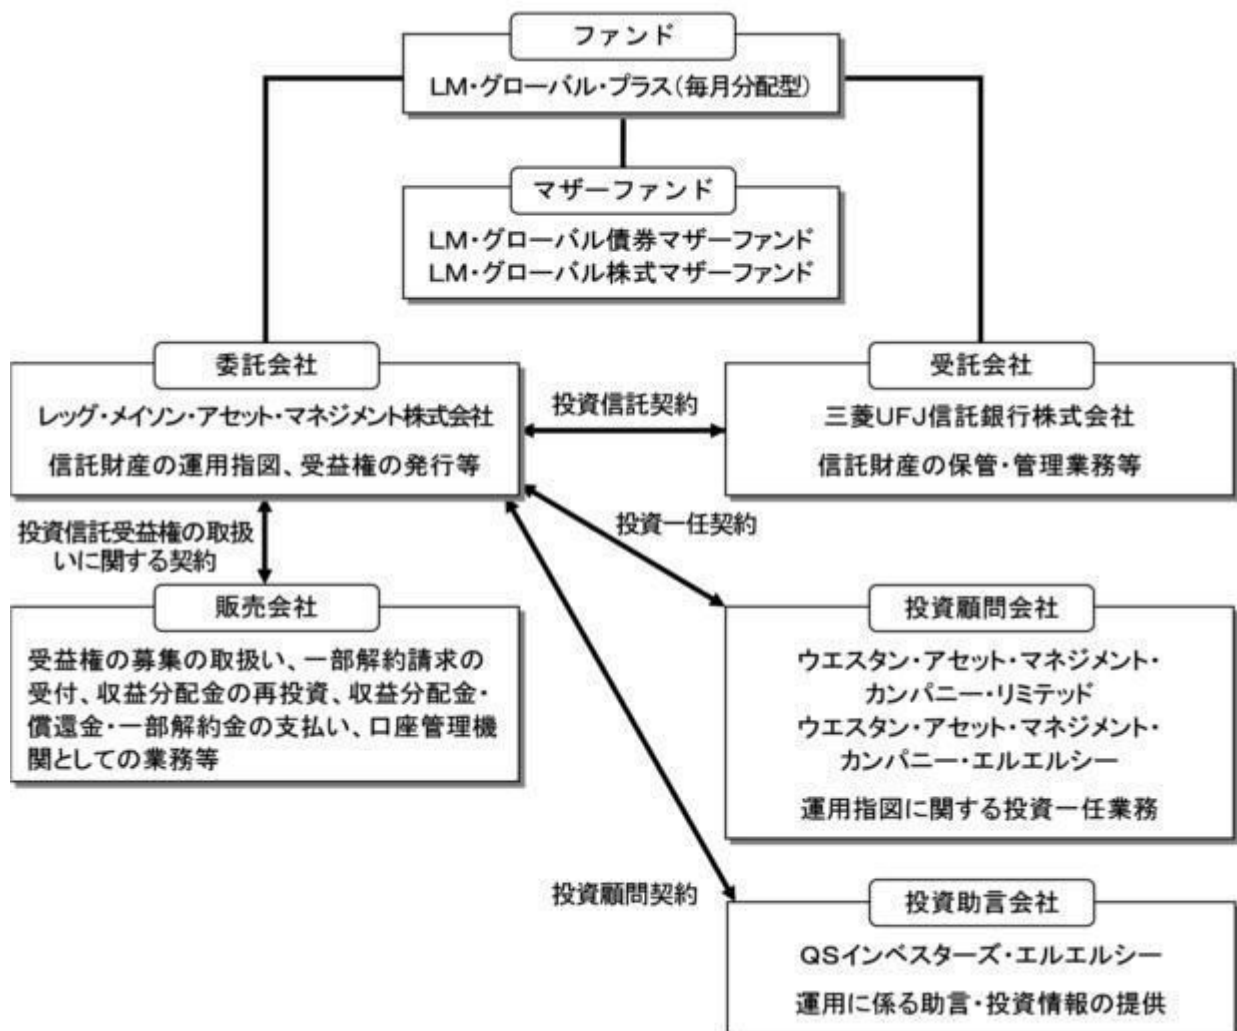 ファンド
LM・グローバル・プラス(毎月分配型)
マザーファンド
LM・グローバル債券マザーファンド
LM・グローバル株式マザーファンド
委託会社
レッグ・メイソン・アセット・マネジメント株式会社
信託財産の運用指図、受益権の発行等
投資信託契約
受託会社
三菱UFJ信託銀行株式会社
信託財産の保管・管理業務等
投資信託受益権の取扱
いに関する契約
投資一任契約
販売会社
受益権の募集の取扱い、一部解約請求の
受付、収益分配金の再投資、収益分配金・
償還金・一部解約金の支払い、口座管理機
関としての業務等
投資顧問会社
ウエスタン・アセット・マネジメント・
カンパニー・リミテッド
ウエスタン・アセット・マネジメント・
カンパニー・エルエルシー
運用指図に関する投資一任業務
投資顧問契約
投資助言会社
QSインベスターズ・エルエルシー
運用に係る助言・投資情報の提供